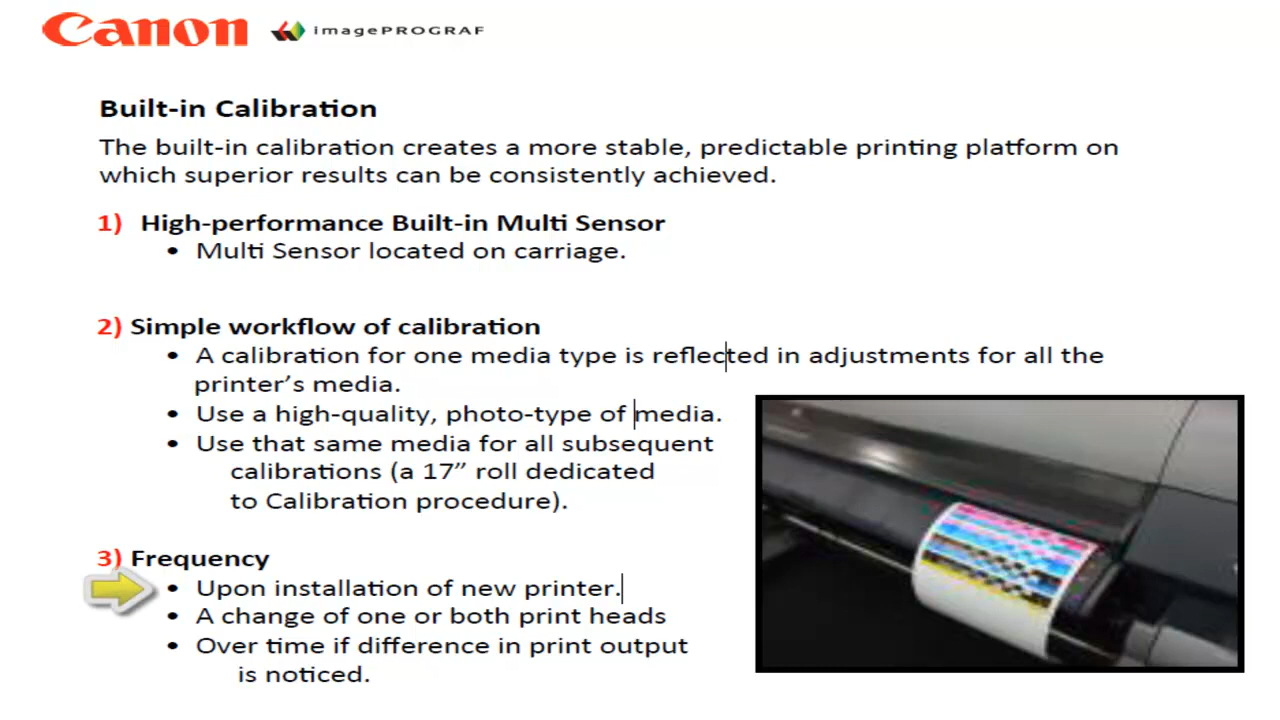 Canon imagePROGRAF
Built-in Calibration
The built-in calibration creates a more stable, predictable printing platform on
which superior results can be consistently achieved.
1) High-performance Built-in Multi Sensor
• Multi Sensor located on carriage.
2) Simple workflow of calibration
• A calibration for one media type is reflected in adjustments for all the
printer’s media.
• Use a high-quality, photo-type of media.
• Use that same media for all subsequent
calibrations (a 17” roll dedicated
to Calibration procedure).
3) Frequency
• Upon installation of new printer.
• A change of one or both print heads
• Over time if difference in print output
is noticed.